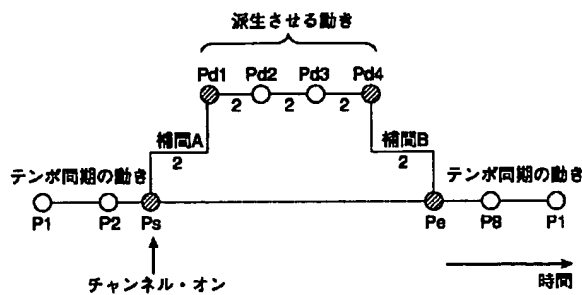 派生させる動き
Pd1 Pd2 Pd3 Pd4
2 2 2
補間A 補間B
2 2
テンポ同期の動き テンポ同期の動き
P1 P2 Ps Pe P8 P1
チャンネル・オン 時間